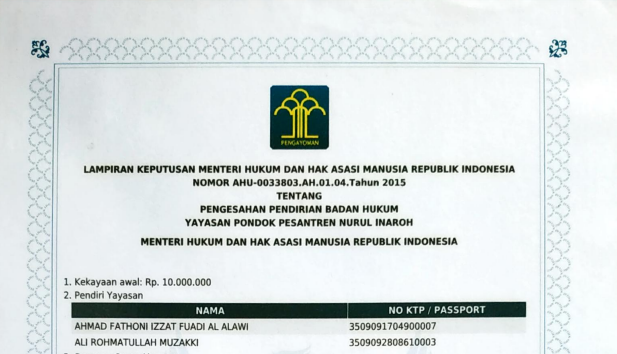 PENGAYOMAN
LAMPIRAN KEPUTUSAN MENTERI HUKUM DAN HAK ASASI MANUSIA REPUBLIK INDONESIA
NOMOR AHU-0033803.AH.01.04.Tahun 2015
TENTANG
PENGESAHAN PENDIRIAN BADAN HUKUM
YAYASAN PONDOK PESANTREN NURUL INAROH
MENTERI HUKUM DAN HAK ASASI MANUSIA REPUBLIK INDONESIA
1. Kekayaan awal: Rp. 10.000.000
2. Pendiri Yayasan
NAMA NO KTP / PASSPORT
AHMAD FATHONI IZZAT FUADI AL ALAWI 3509091704900007
ALI ROHMATULLAH MUZAKKI 3509092808610003